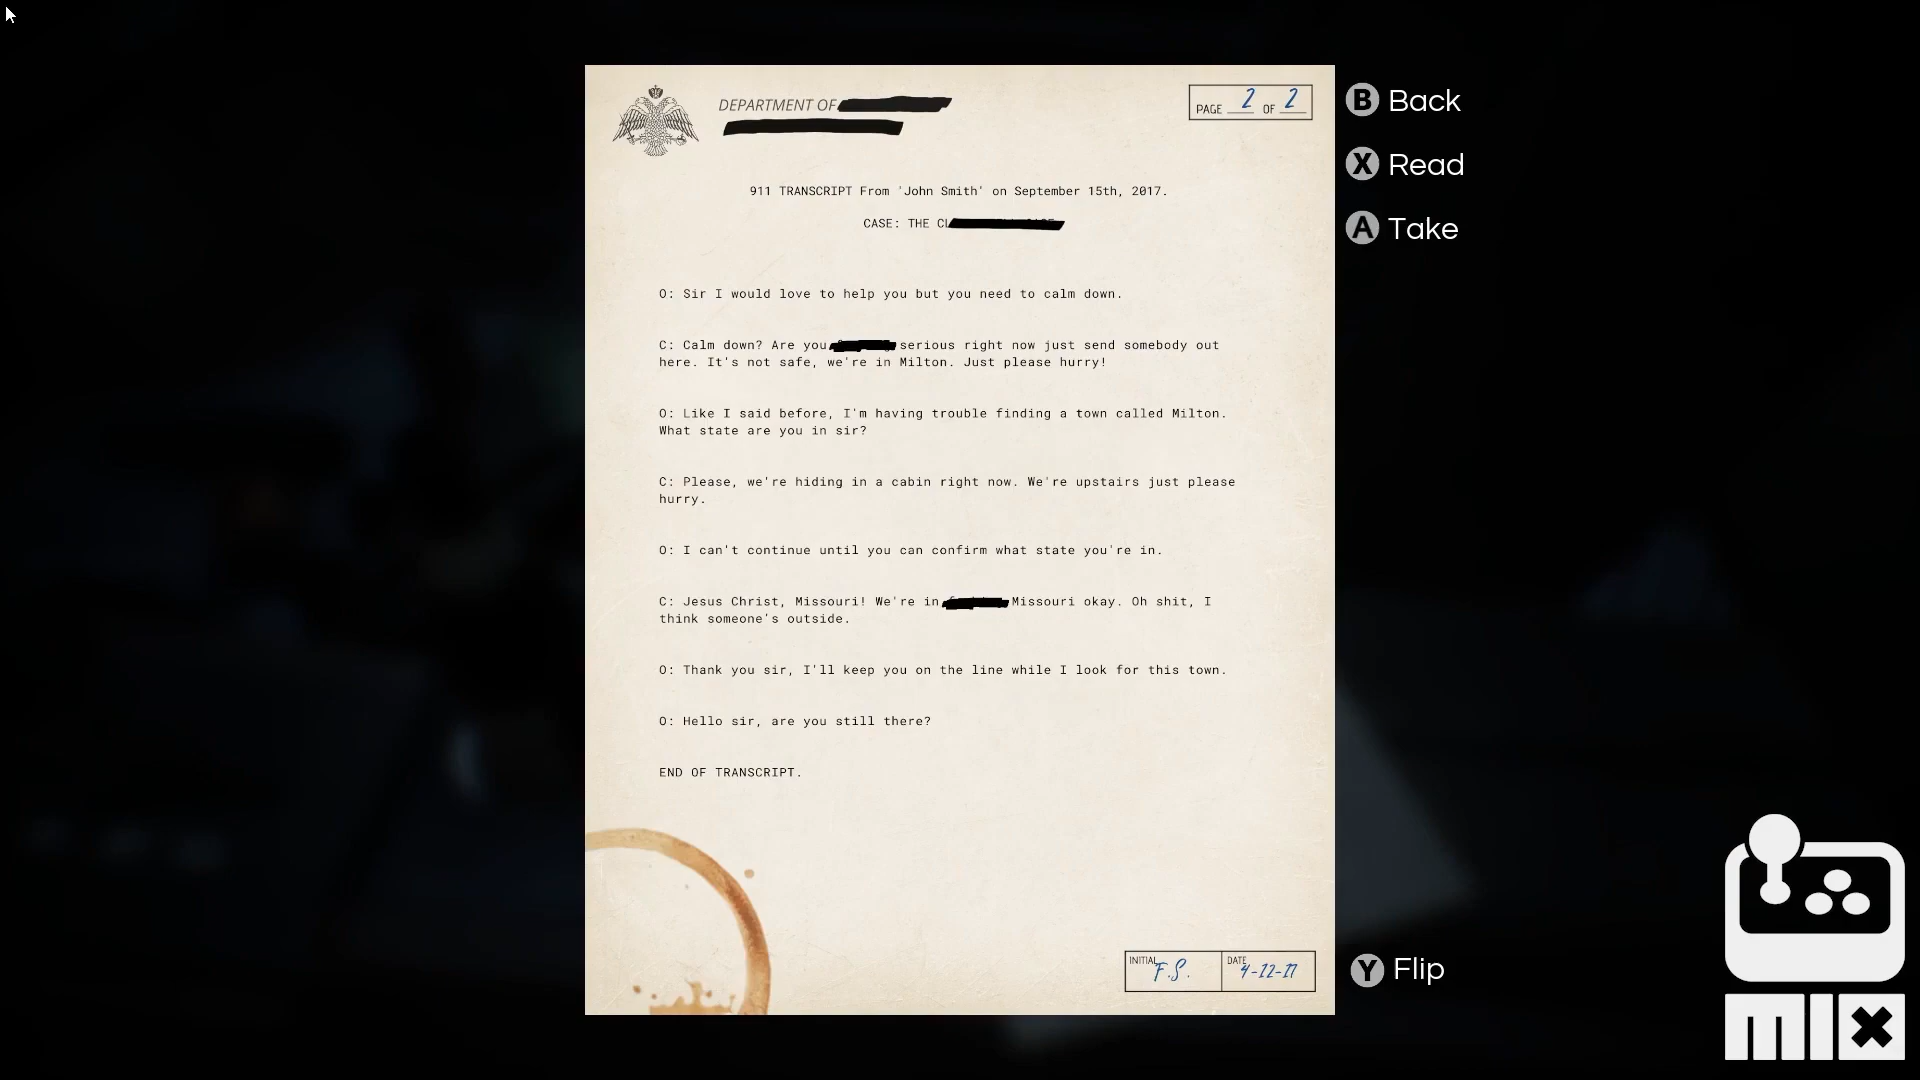 DEPARTMENT OF
PAGE 2 OF 2
B Back
X Read
A Take
911 TRANSCRIPT From 'John Smith' on September 15th, 2017.
CASE: THE CL
O: Sir I would love to help you but you need to calm down.
C: Calm down? Are you serious right now just send somebody out
here. It's not safe, we're in Milton. Just please hurry!
O: Like I said before, I'm having trouble finding a town called Milton.
What state are you in sir?
C: Please, we're hiding in a cabin right now. We're upstairs just please
hurry.
O: I can't continue until you can confirm what state you're in.
C: Jesus Christ, Missouri! We're in Missouri okay. Oh shit, I
think someone's outside.
O: Thank you sir, I'll keep you on the line while I look for this town.
O: Hello sir, are you still there?
END OF TRANSCRIPT.
INITIAL F.S. DATE 4-12-17
Y Flip
MIX